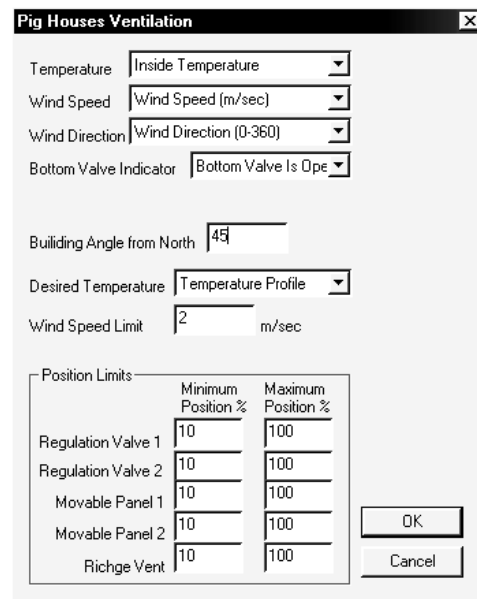 Pig Houses Ventilation
Temperature Inside Temperature
Wind Speed Wind Speed (m/sec)
Wind Direction Wind Direction (0-360)
Bottom Valve Indicator Bottom Valve Is Ope
Builiding Angle from North 45
Desired Temperature Temperature Profile
Wind Speed Limit 2 m/sec
Position Limits
Minimum Maximum
Position % Position %
Regulation Valve 1 10 100
Regulation Valve 2 10 100
Movable Panel 1 10 100
Movable Panel 2 10 100
Richge Vent 10 100
OK
Cancel